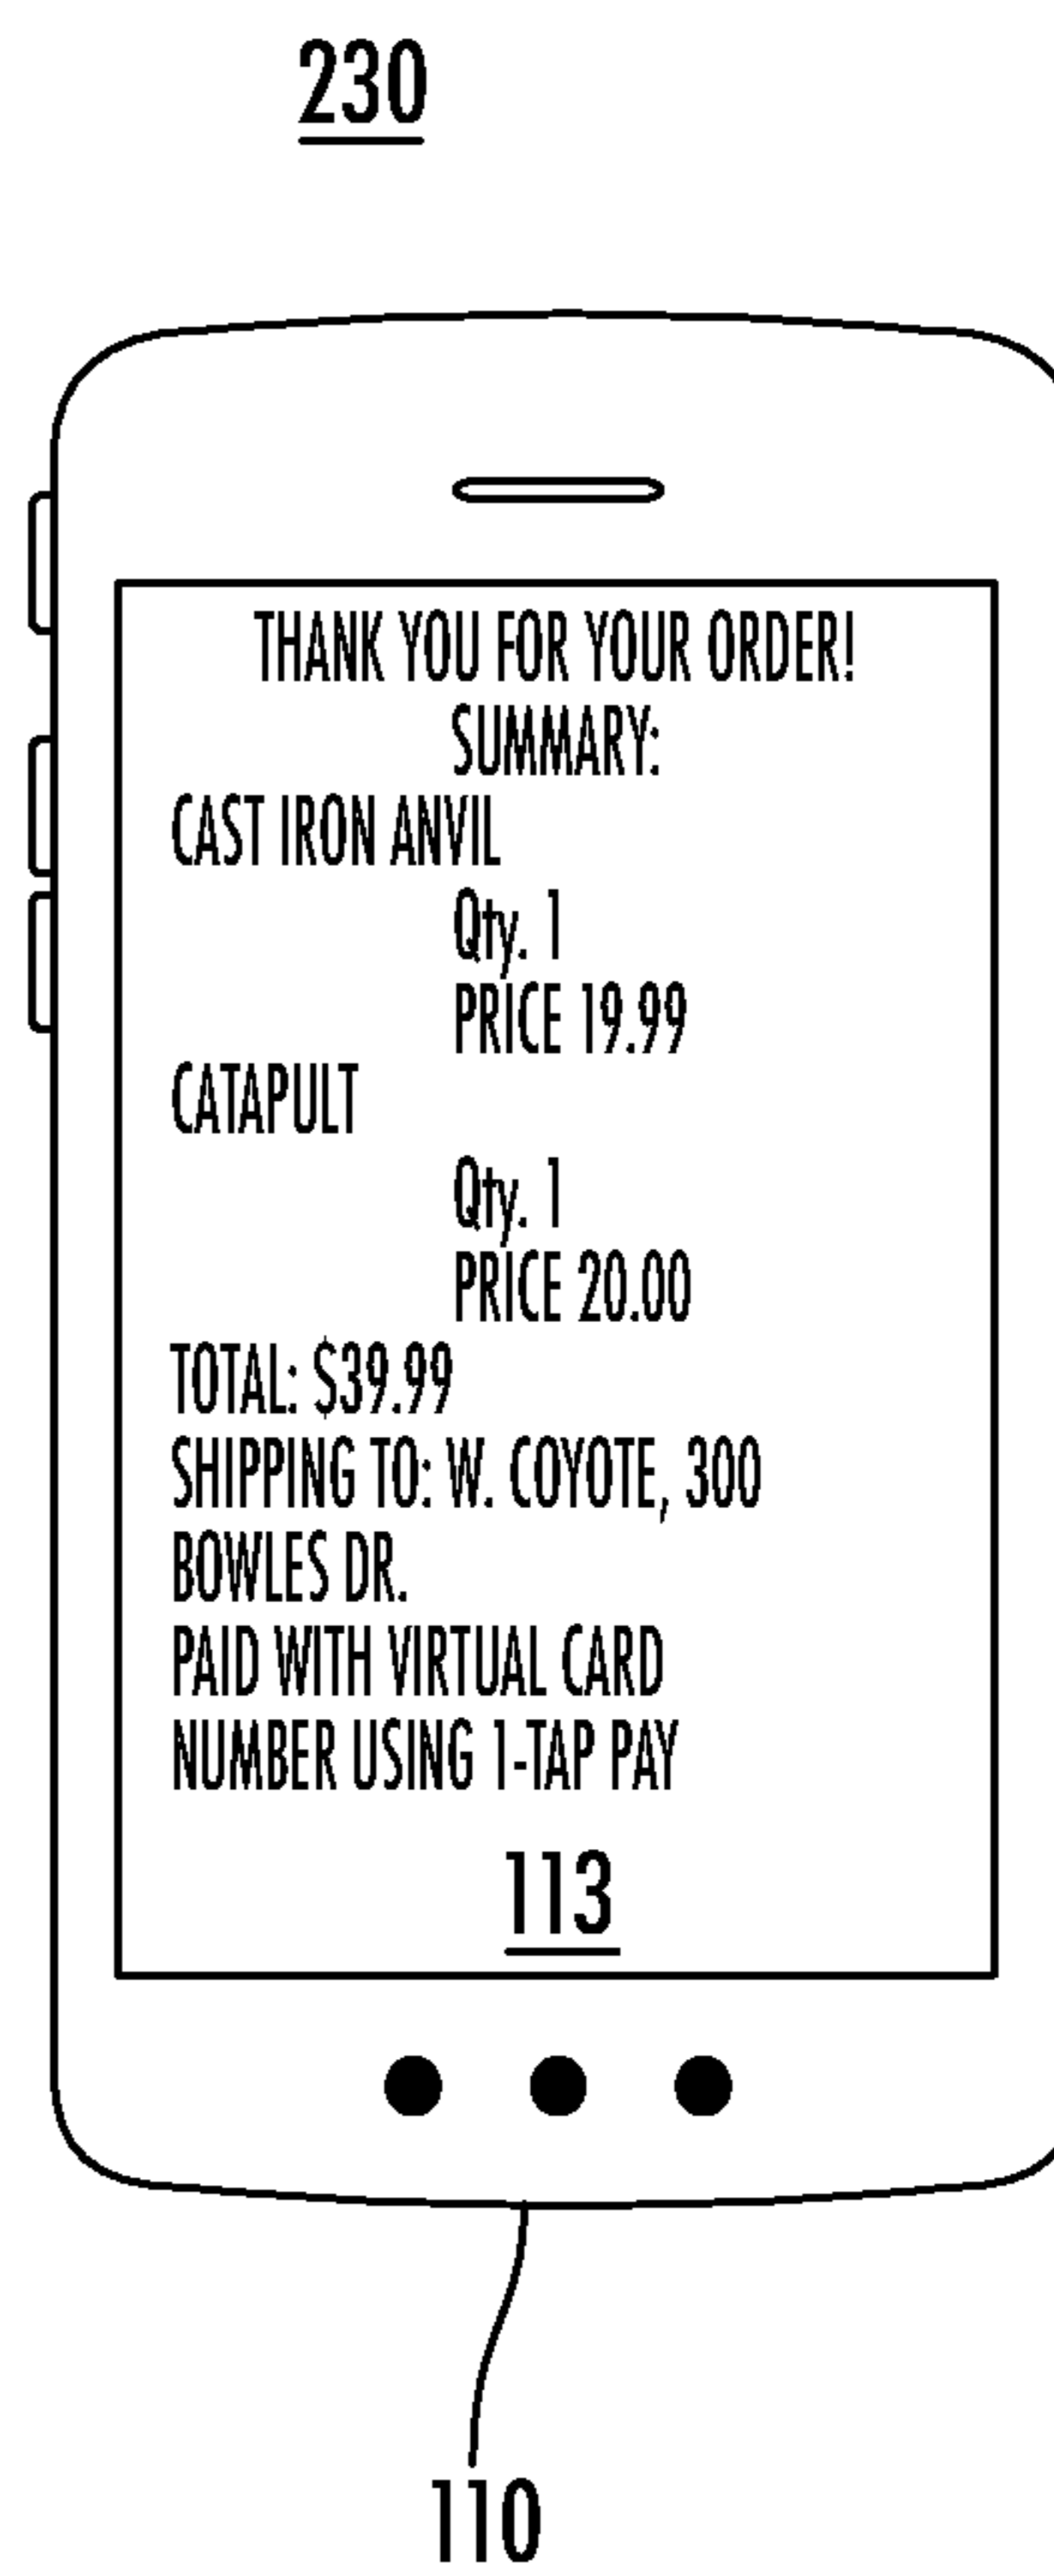 230
THANK YOU FOR YOUR ORDER!
SUMMARY:
CAST IRON ANVIL
Qty. 1
PRICE 19.99
CATAPULT
Qty. 1
PRICE 20.00
TOTAL: $39.99
SHIPPING TO: W. COYOTE, 300
BOWLES DR.
PAID WITH VIRTUAL CARD
NUMBER USING 1-TAP PAY
113
110